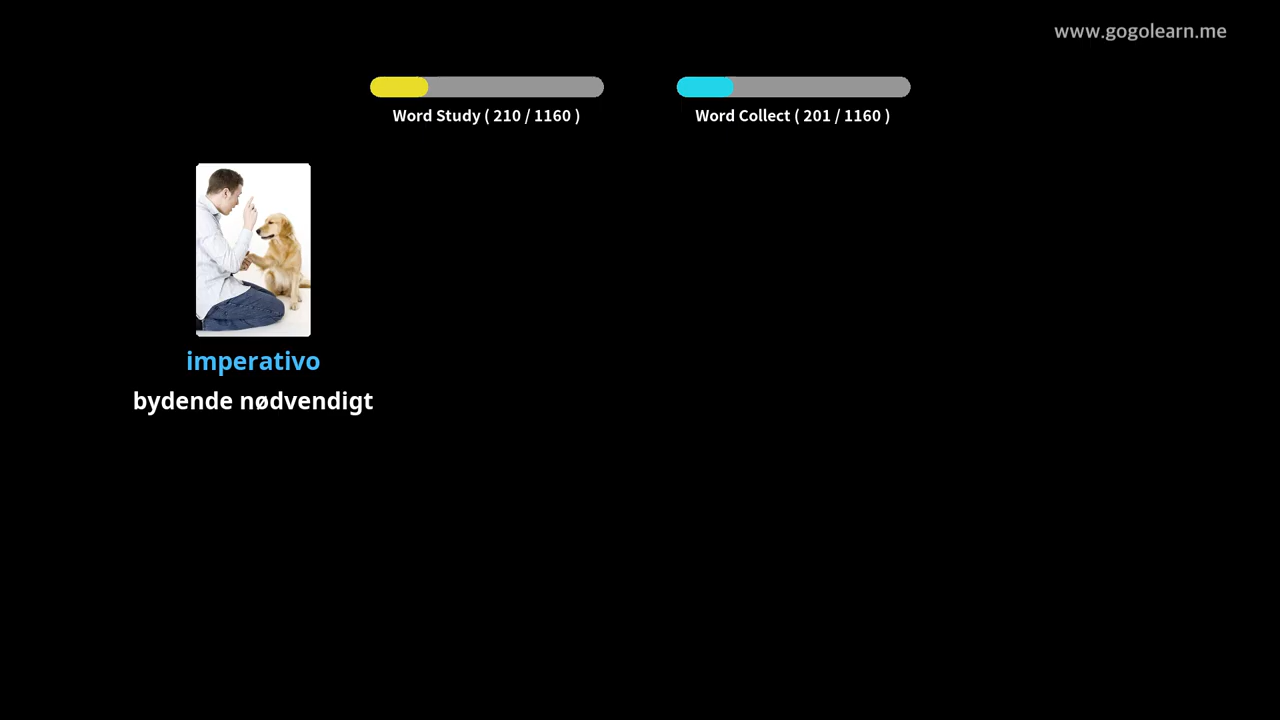 www.gogolearn.me
Word Study ( 210 / 1160 )
Word Collect ( 201 / 1160 )
imperativo
bydende nødvendigt